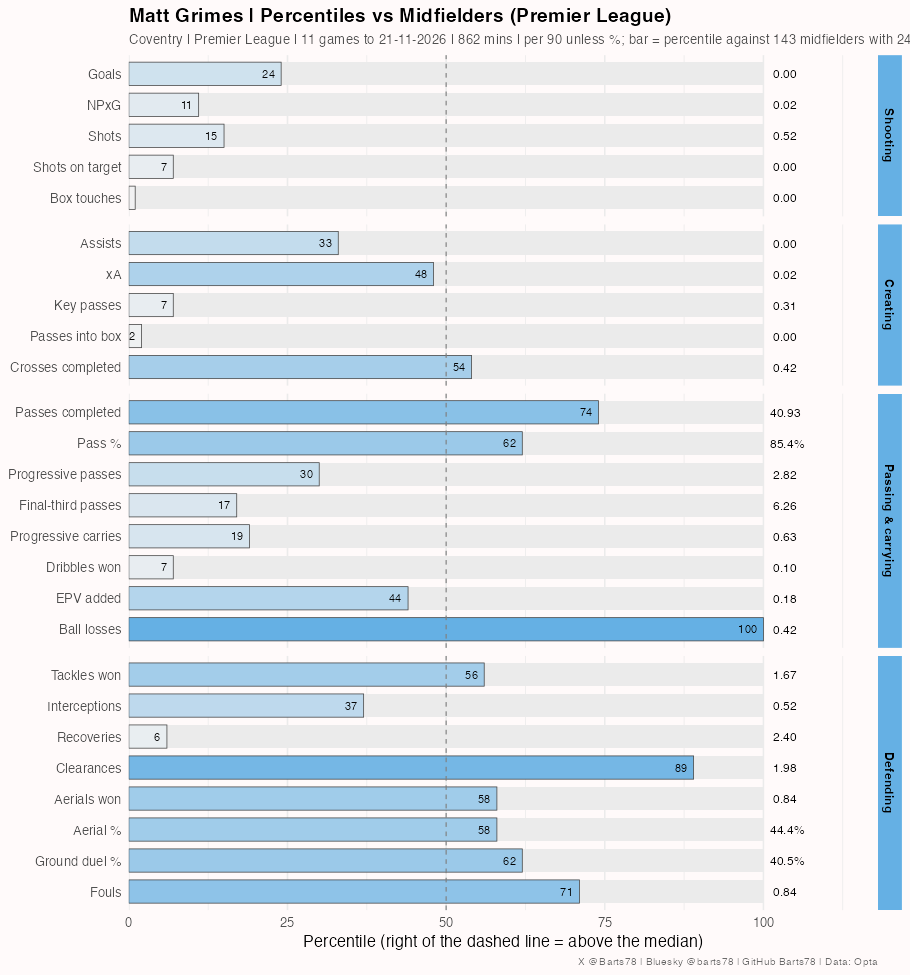 Matt Grimes | Percentiles vs Midfielders (Premier League)
Coventry | Premier League | 11 games to 21-11-2026 | 862 mins | per 90 unless %; bar = percentile against 143 midfielders with 24
Shooting
Goals 24 0.00
NPxG 11 0.02
Shots 15 0.52
Shots on target 7 0.00
Box touches 0.00
Creating
Assists 33 0.00
xA 48 0.02
Key passes 7 0.31
Passes into box 2 0.00
Crosses completed 54 0.42
Passing & carrying
Passes completed 74 40.93
Pass % 62 85.4%
Progressive passes 30 2.82
Final-third passes 17 6.26
Progressive carries 19 0.63
Dribbles won 7 0.10
EPV added 44 0.18
Ball losses 100 0.42
Defending
Tackles won 56 1.67
Interceptions 37 0.52
Recoveries 6 2.40
Clearances 89 1.98
Aerials won 58 0.84
Aerial % 58 44.4%
Ground duel % 62 40.5%
Fouls 71 0.84
0 25 50 75 100
Percentile (right of the dashed line = above the median)
X @Barts78 | Bluesky @barts78 | GitHub Barts78 | Data: Opta